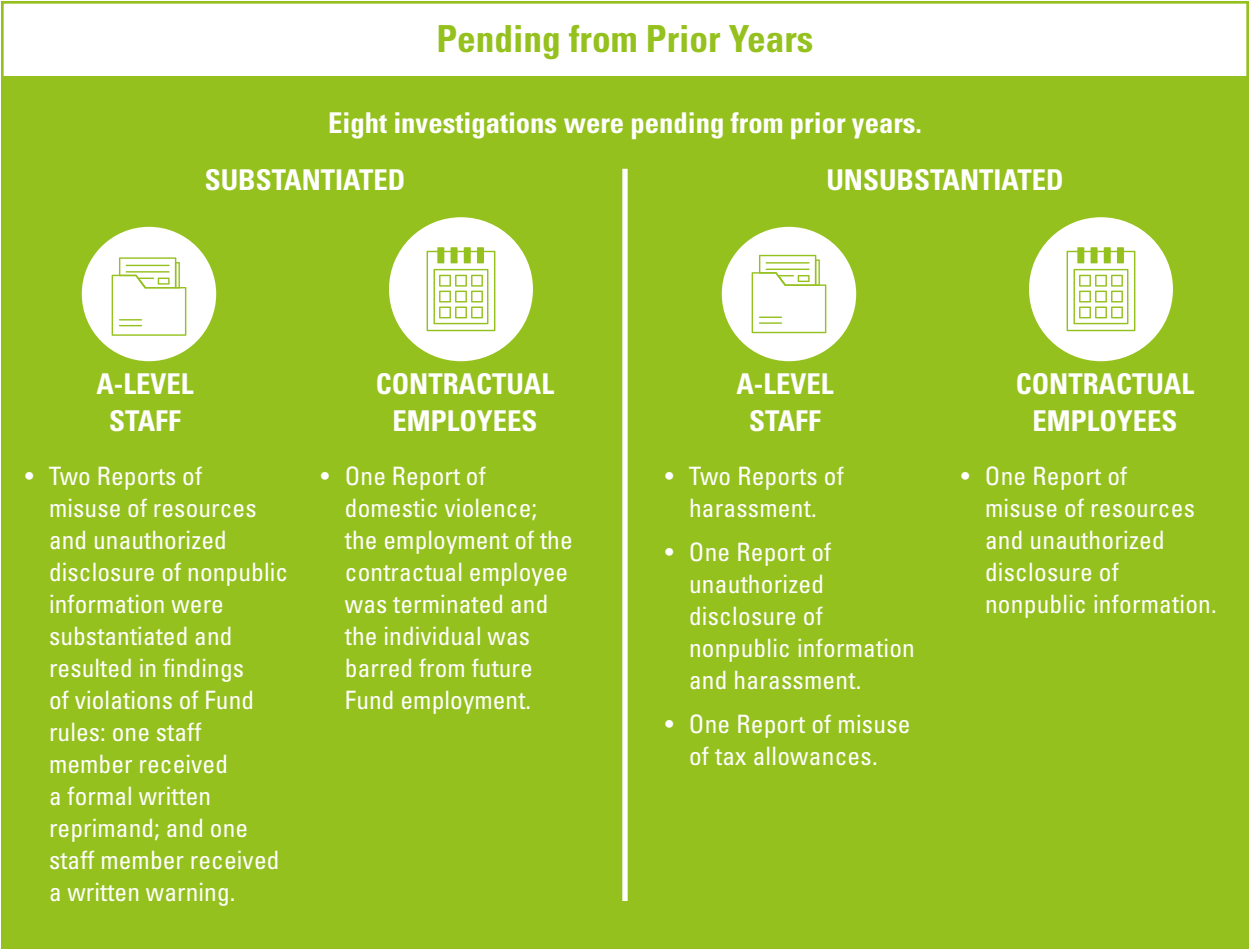 Pending from Prior Years
Eight investigations were pending from prior years.
SUBSTANTIATED
A-LEVEL
STAFF
• Two Reports of
misuse of resources
and unauthorized
disclosure of nonpublic
information were
substantiated and
resulted in findings
of violations of Fund
rules: one staff
member received
a formal written
reprimand; and one
staff member received
a written warning.
CONTRACTUAL
EMPLOYEES
• One Report of
domestic violence;
the employment of the
contractual employee
was terminated and
the individual was
barred from future
Fund employment.
UNSUBSTANTIATED
A-LEVEL
STAFF
• Two Reports of
harassment.
• One Report of
unauthorized
disclosure of
nonpublic information
and harassment.
• One Report of misuse
of tax allowances.
CONTRACTUAL
EMPLOYEES
• One Report of
misuse of resources
and unauthorized
disclosure of
nonpublic information.